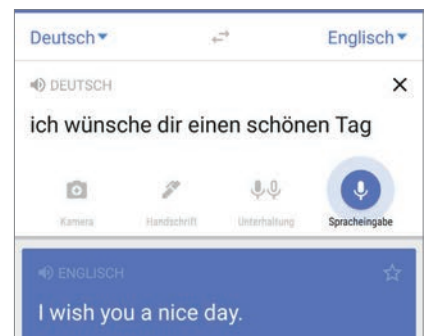 Deutsch Englisch
DEUTSCH
ich wünsche dir einen schönen Tag
Kamera Handschrift Unterhaltung Spracheingabe
ENGLISCH
I wish you a nice day.